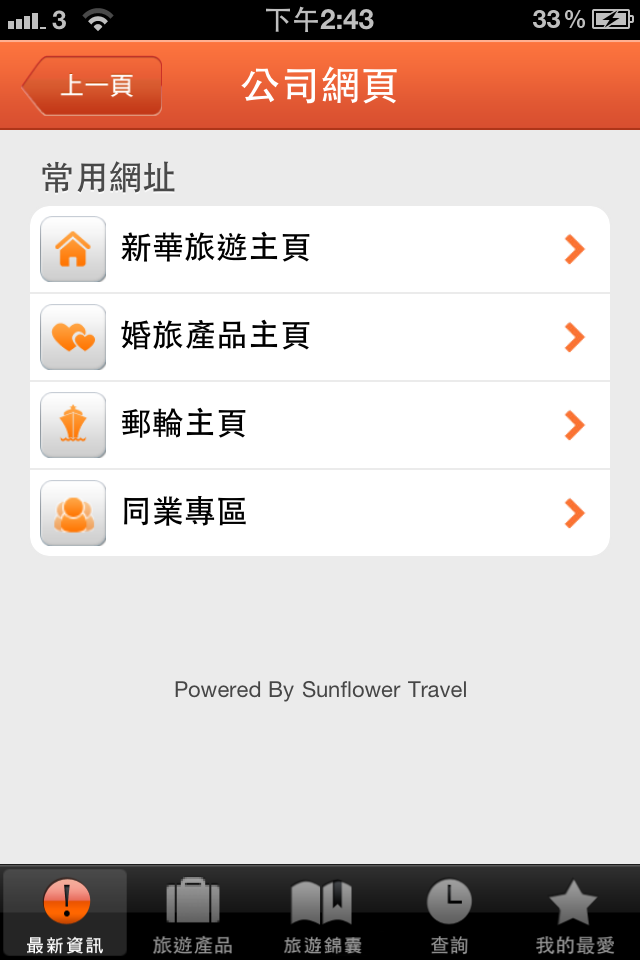 3 下午2:43 33%
上一頁 公司網頁
常用網址
新華旅遊主頁
婚旅產品主頁
郵輪主頁
同業專區
Powered By Sunflower Travel
最新資訊 旅遊產品 旅遊錦囊 查詢 我的最愛